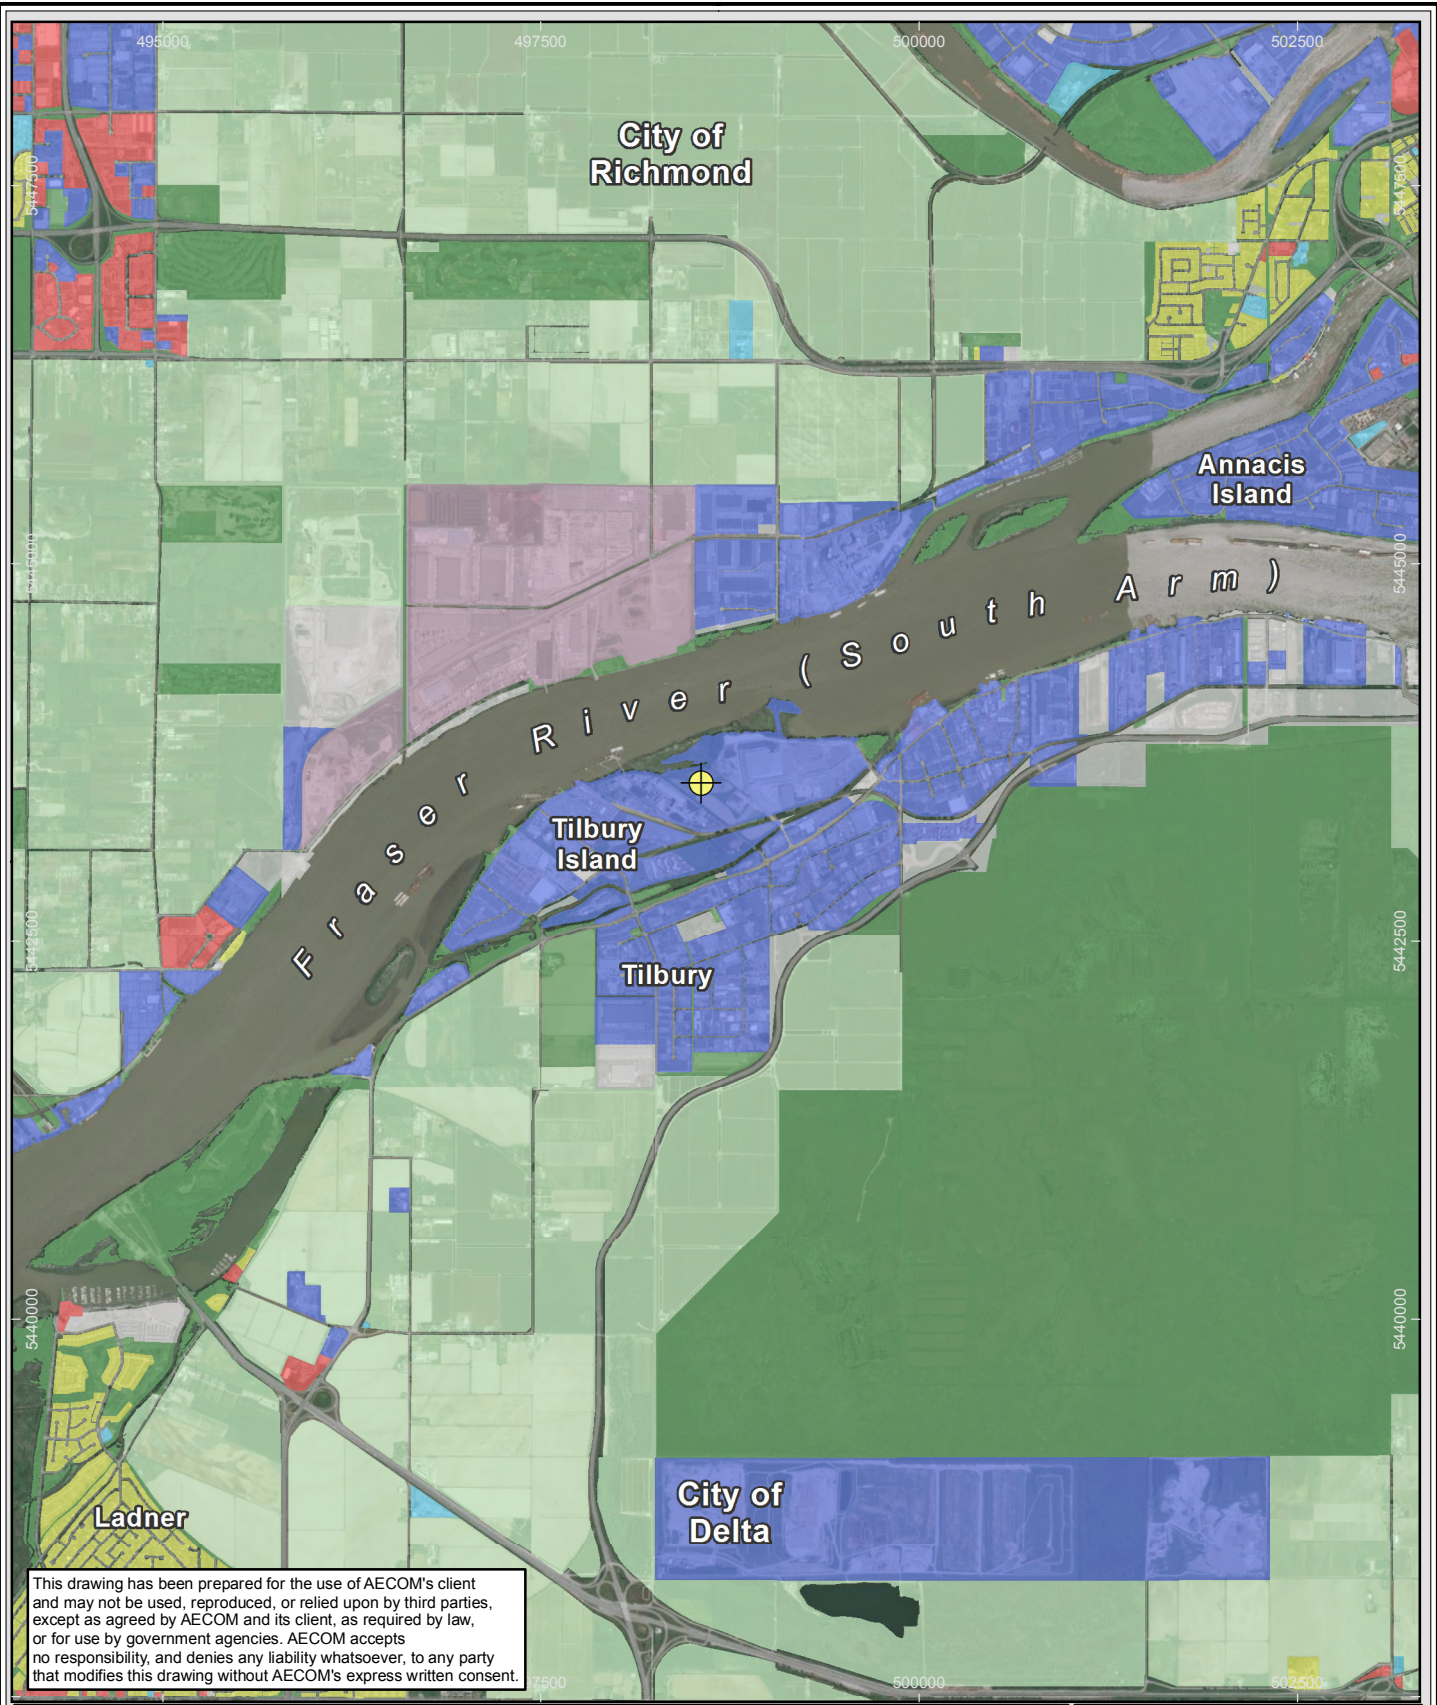 495000
497500
500000
502500
City of
Richmond
5447500
5447500
Annacis
Island
5445000
5445000
Fraser River (South Arm)
Tilbury
Island
5442500
5442500
Tilbury
5440000
5440000
City of
Delta
Ladner
This drawing has been prepared for the use of AECOM's client
and may not be used, reproduced, or relied upon by third parties,
except as agreed by AECOM and its client, as required by law,
or for use by government agencies. AECOM accepts
no responsibility, and denies any liability whatsoever, to any party
that modifies this drawing without AECOM's express written consent.
7500
500000
502500